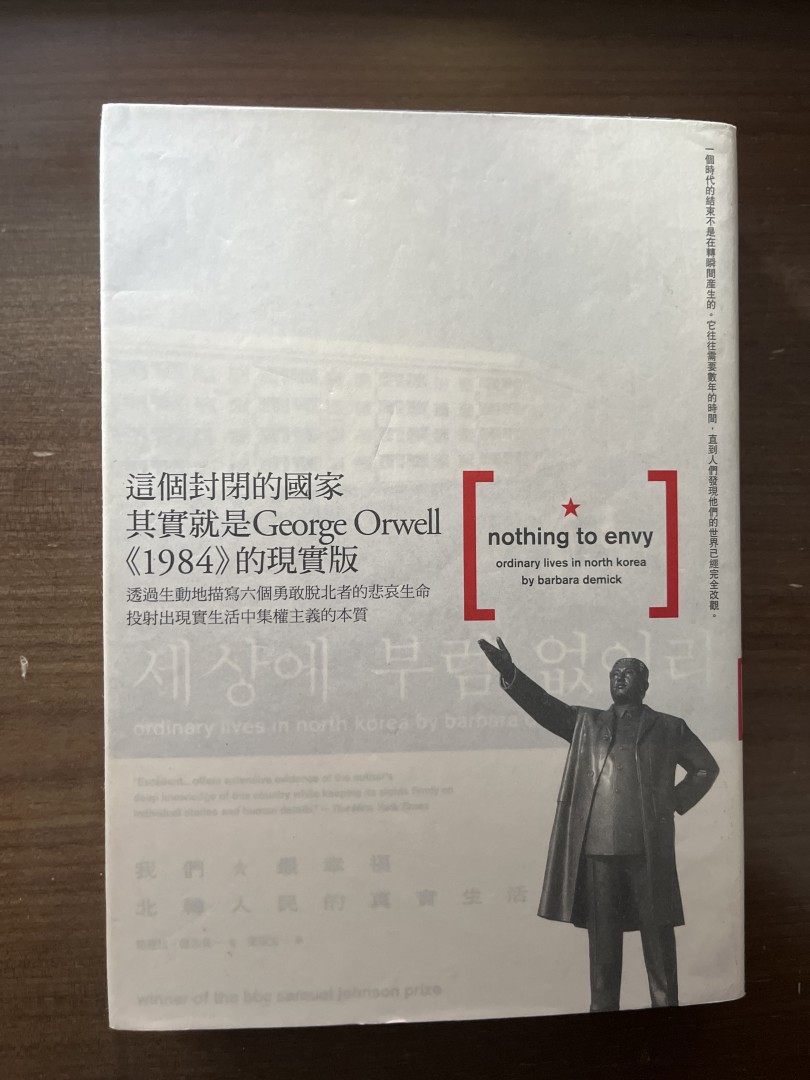 一個時代的結束不是在轉瞬間產生的。它往往需要數年的時間，直到人們發現他們的世界已經完全改觀。
這個封閉的國家
其實就是George Orwell
《1984》的現實版
透過生動地描寫六個勇敢脫北者的悲哀生命
投射出現實生活中集權主義的本質
nothing to envy
ordinary lives in north korea
by barbara demick
세상에 부럼 없어라
ordinary lives in north korea by barbara
individual stories and human details."
我們★最幸福
北韓人民的真實生活
winner of the bbc samuel johnson prize